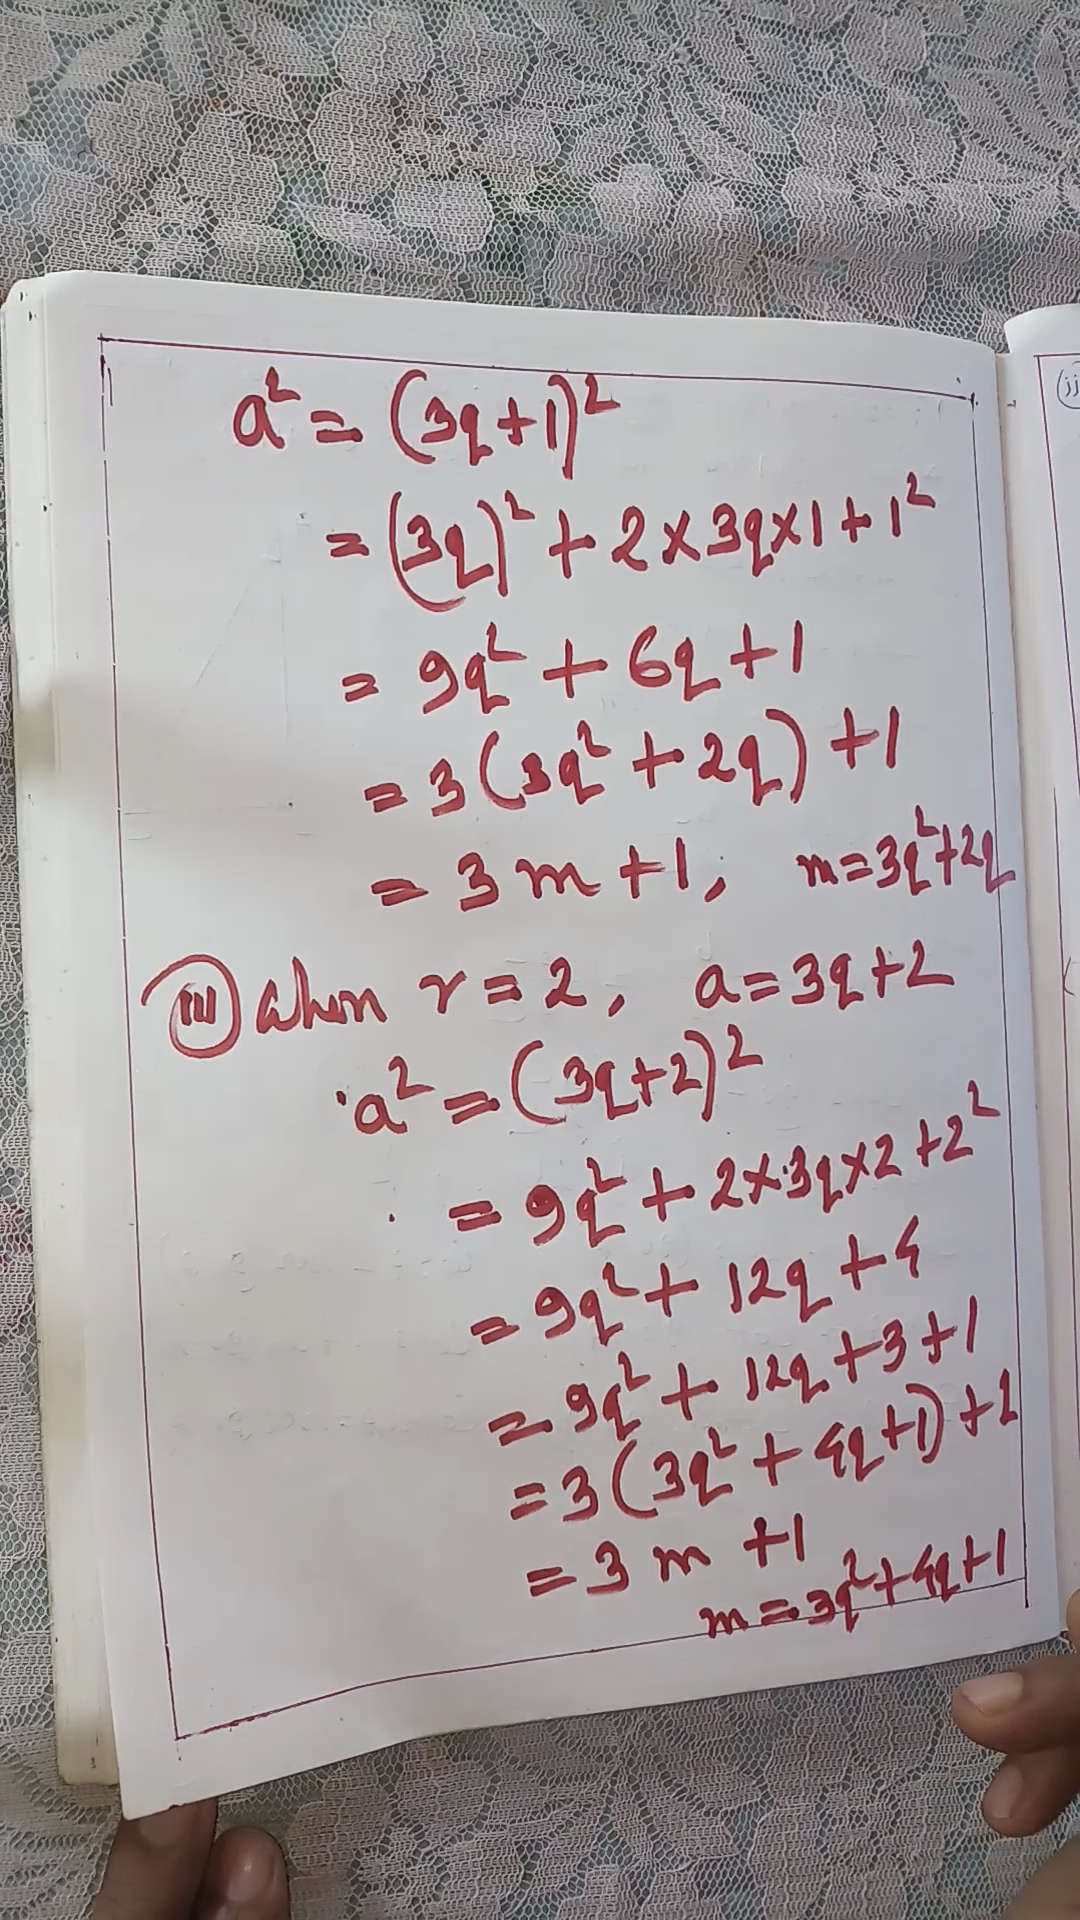 a² = (3q+1)²
= (3q)² + 2×3q×1+1²
= 9q² + 6q +1
= 3(3q² + 2q) +1
= 3m+1, m=3q²+2q
(III) When r=2, a=3q+2
a² = (3q+2)²
= 9q² + 2×3q×2+2²
= 9q² + 12q +4
= 9q² + 12q+3+1
= 3(3q² + 4q+1)+1
= 3m +1
m=3q²+4q+1
(ii